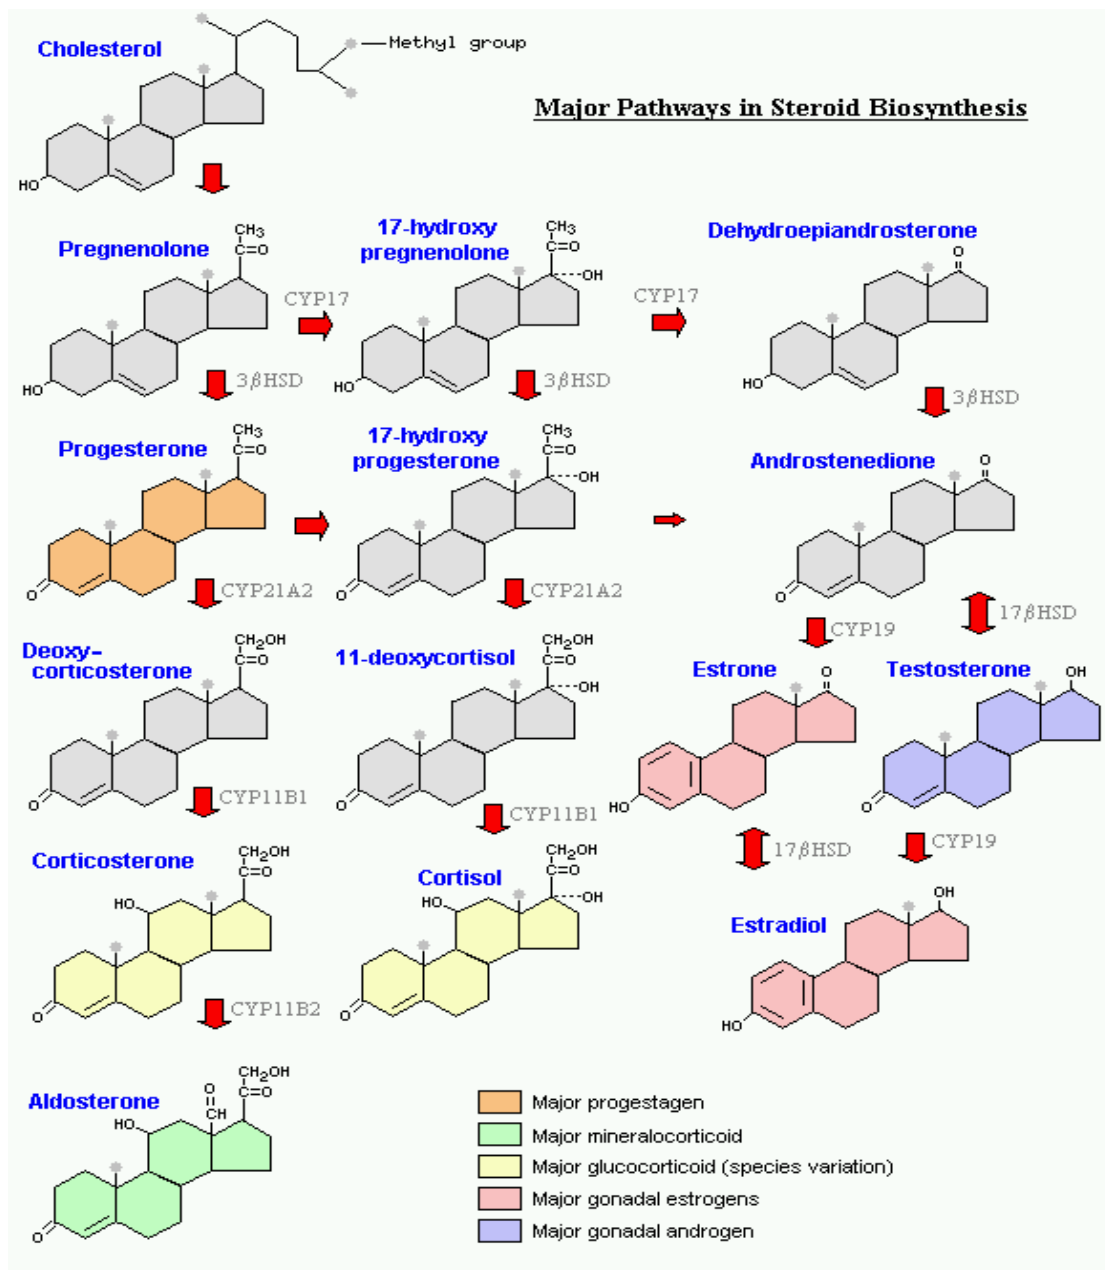 Cholesterol
Methyl group
Major Pathways in Steroid Biosynthesis
HO
Pregnenolone
CH3
C=O
HO
CYP17
17-hydroxy
pregnenolone
CH3
C=O
OH
HO
CYP17
Dehydroepiandrosterone
O
HO
3βHSD
3βHSD
3βHSD
Progesterone
CH3
C=O
O
17-hydroxy
progesterone
CH3
C=O
OH
O
Androstenedione
O
O
CYP21A2
CYP21A2
CYP19
17βHSD
Deoxy-
corticosterone
CH2OH
C=O
O
11-deoxycortisol
CH2OH
C=O
OH
O
Estrone
O
HO
Testosterone
OH
O
CYP11B1
CYP11B1
17βHSD
CYP19
Corticosterone
CH2OH
C=O
HO
O
Cortisol
CH2OH
C=O
HO
OH
O
Estradiol
OH
HO
CYP11B2
Aldosterone
CH2OH
C=O
O
CH
HO
O
Major progestagen
Major mineralocorticoid
Major glucocorticoid (species variation)
Major gonadal estrogens
Major gonadal androgen